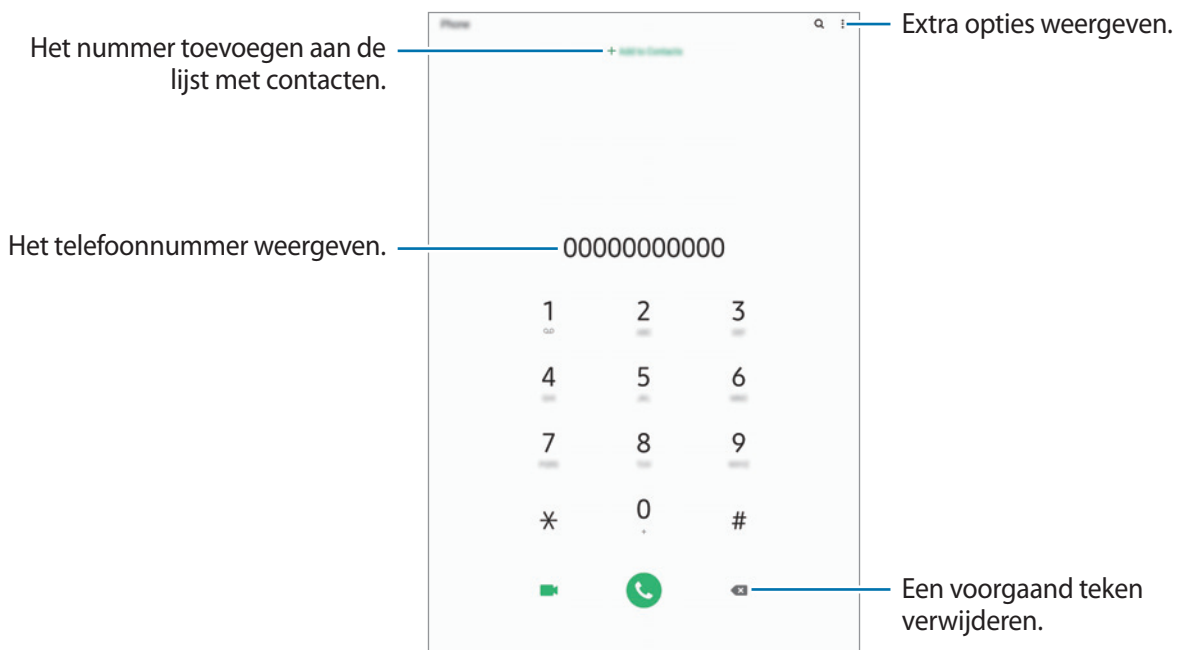 Phone
Extra opties weergeven.
Het nummer toevoegen aan de
lijst met contacten.
+ Add to Contacts
Het telefoonnummer weergeven.
00000000000
1 2 3
4 5 6
7 8 9
* 0 #
+
Een voorgaand teken
verwijderen.